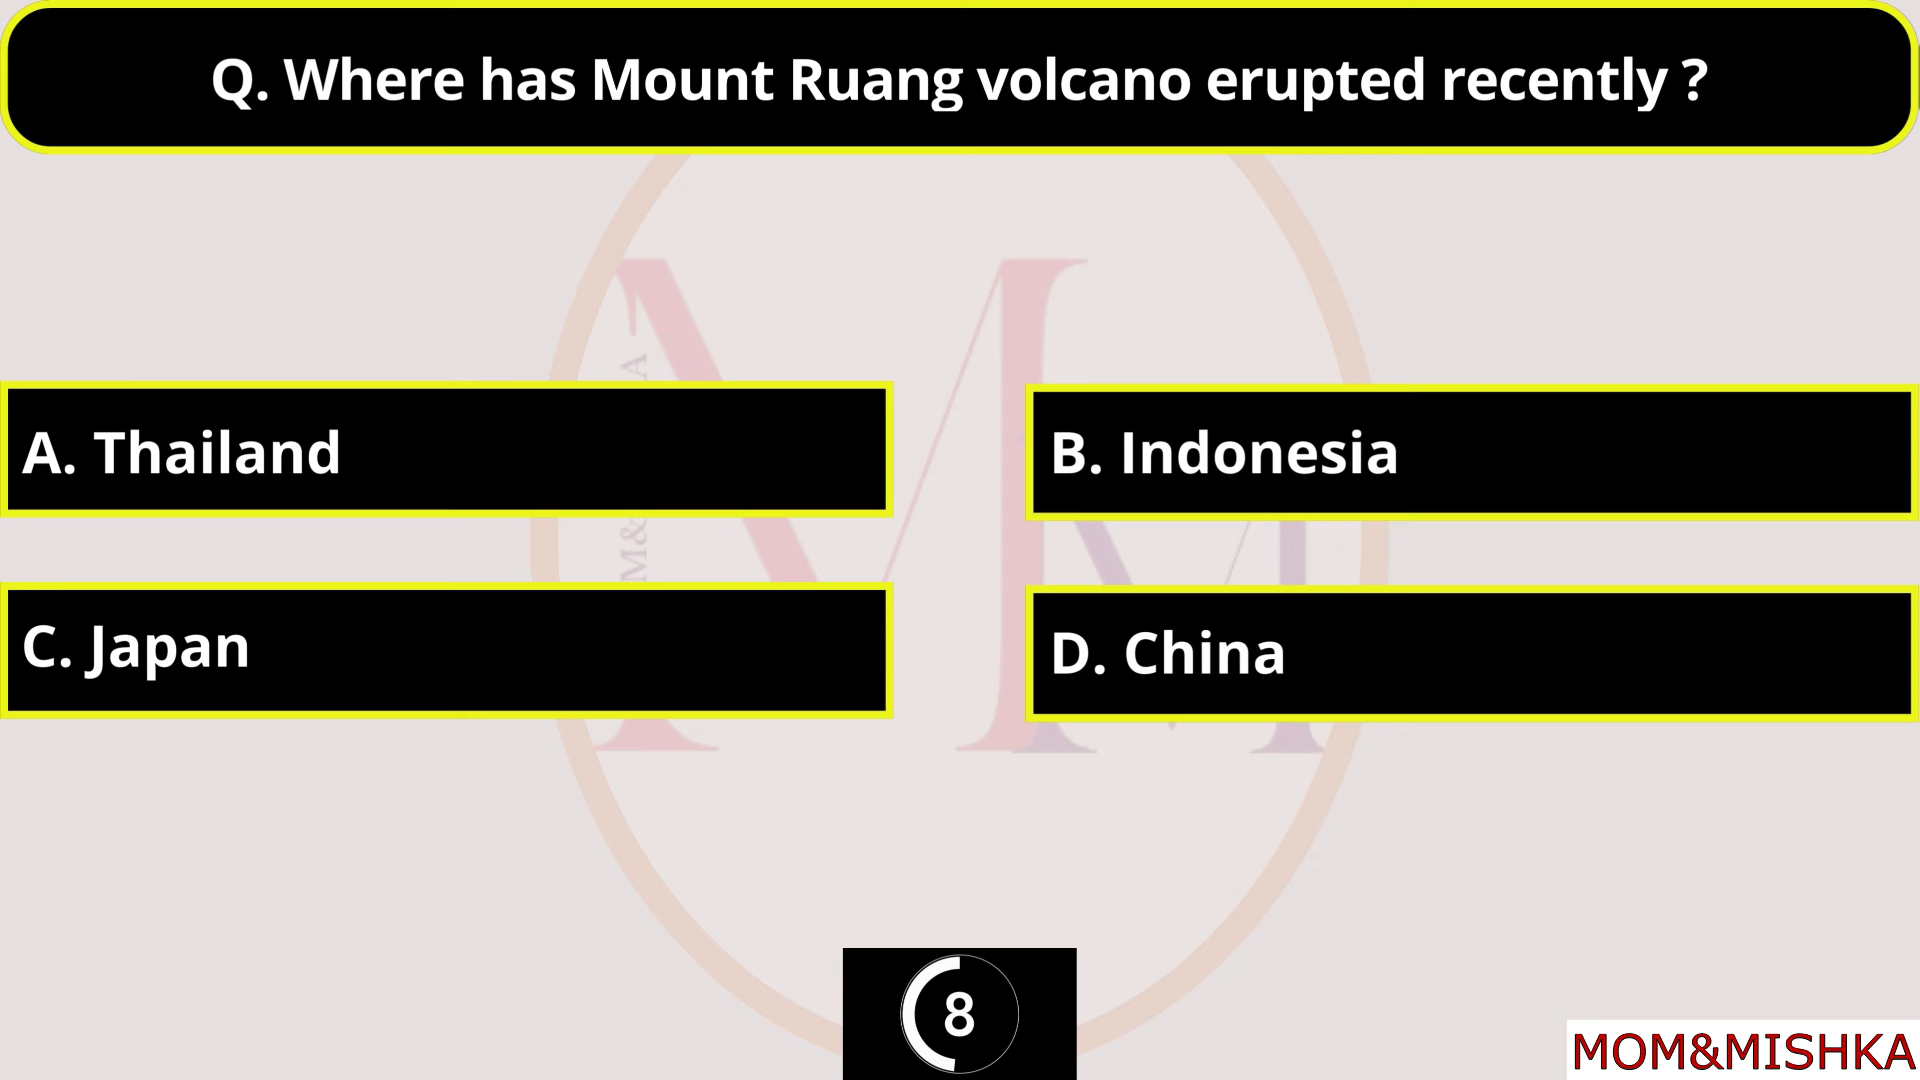 Q. Where has Mount Ruang volcano erupted recently ?
A. Thailand
B. Indonesia
C. Japan
D. China
8
MOM&MISHKA